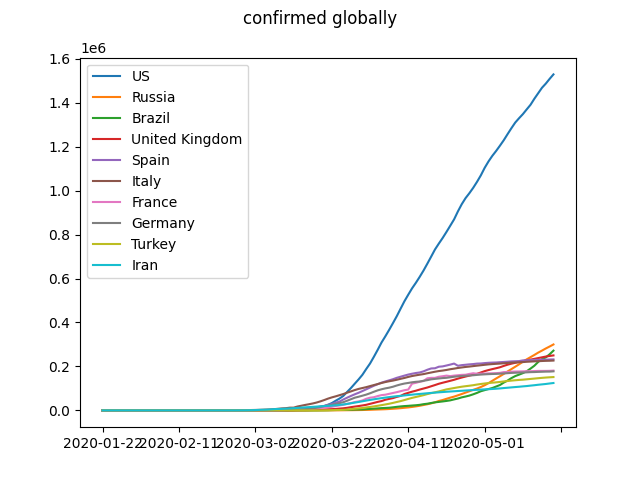 confirmed globally
1e6
1.6
1.4
1.2
1.0
0.8
0.6
0.4
0.2
0.0
US
Russia
Brazil
United Kingdom
Spain
Italy
France
Germany
Turkey
Iran
2020-01-22 2020-02-11 2020-03-02 2020-03-22 2020-04-11 2020-05-01